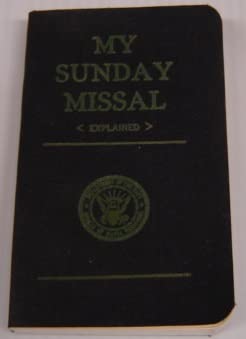 MY
SUNDAY
MISSAL
< EXPLAINED >